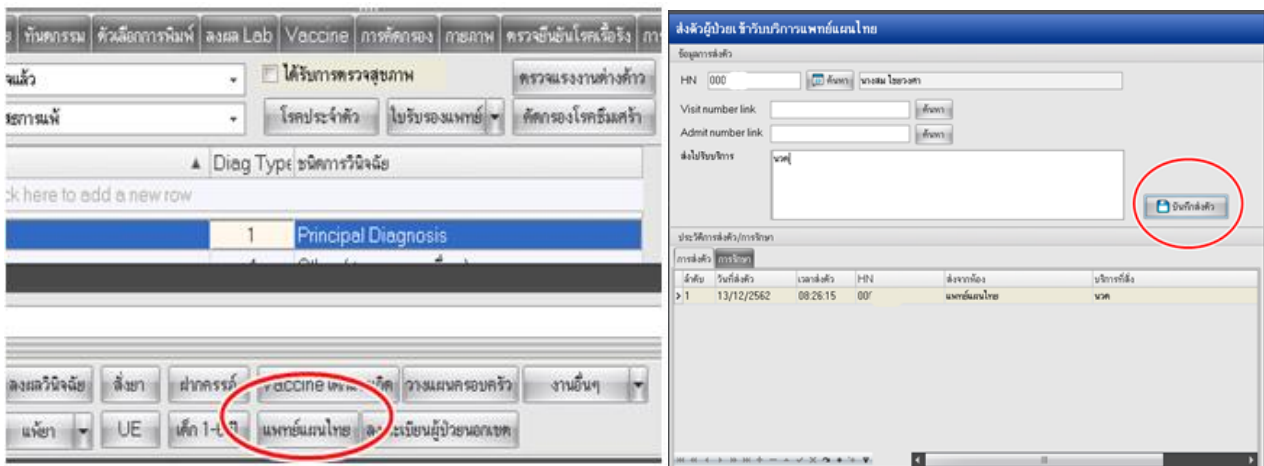 ทันตกรรม ตัวเลือกการพิมพ์ ลงผล Lab Vaccine การคัดกรอง กายภาพ ตรวจยืนยันโรคเรื้อรัง
ได้รับการตรวจสุขภาพ ตรวจแรงงานต่างด้าว
โรคประจำตัว ใบรับรองแพทย์ คัดกรองโรคซึมเศร้า
Diag Type ชนิดการวินิจฉัย
here to add a new row
1 Principal Diagnosis
ลงผลวินิจฉัย สั่งยา ฝากครรภ์ วางแผนครอบครัว งานอื่นๆ
แพ้ยา UE แพทย์แผนไทย
ส่งตัวผู้ป่วยเข้ารับบริการแพทย์แผนไทย
ข้อมูลการส่งตัว
HN 000 ค้นหา นางสม ไชยวงศา
Visit number link ค้นหา
Admit number link ค้นหา
ส่งไปรับบริการ นวด
บันทึกส่งตัว
ประวัติการส่งตัว/การรักษา
การส่งตัว การรักษา
ลำดับ วันที่ส่งตัว เวลาส่งตัว HN ส่งจากห้อง บริการที่สั่ง
1 13/12/2562 08:26:15 00 แพทย์แผนไทย นวด